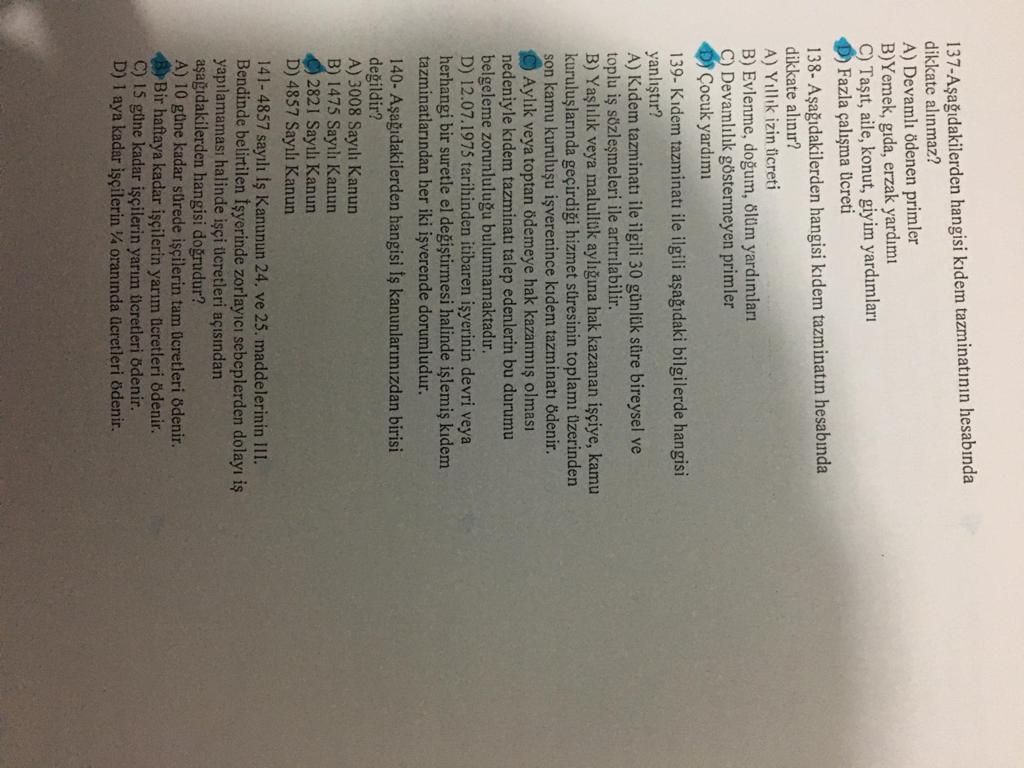 137-Aşağıdakilerden hangisi kıdem tazminatının hesabında
dikkate alınmaz?
A) Devamlı ödenen primler
B)Yemek, gıda, erzak yardımı
C) Taşıt, aile, konut, giyim yardımları
D) Fazla çalışma ücreti
138- Aşağıdakilerden hangisi kıdem tazminatın hesabında
dikkate alınır?
A) Yıllık izin ücreti
B) Evlenme, doğum, ölüm yardımları
C) Devamlılık göstermeyen primler
D) Çocuk yardımı
139- Kıdem tazminatı ile ilgili aşağıdaki bilgilerde hangisi
yanlıştır?
A) Kıdem tazminatı ile ilgili 30 günlük süre bireysel ve
toplu iş sözleşmeleri ile artırılabilir.
B) Yaşlılık veya malullük aylığına hak kazanan işçiye, kamu
kuruluşlarında geçirdiği hizmet süresinin toplamı üzerinden
son kamu kuruluşu işverenince kıdem tazminatı ödenir.
C) Aylık veya toptan ödemeye hak kazanmış olması
nedeniyle kıdem tazminatı talep edenlerin bu durumu
belgeleme zorunluluğu bulunmamaktadır.
D) 12.07.1975 tarihinden itibaren işyerinin devri veya
herhangi bir suretle el değiştirmesi halinde işlemiş kıdem
tazminatlarından her iki işverende dorumludur.
140- Aşağıdakilerden hangisi İş kanunlarımızdan birisi
değildir?
A) 3008 Sayılı Kanun
B) 1475 Sayılı Kanun
C) 2821 Sayılı Kanun
D) 4857 Sayılı Kanun
141- 4857 sayılı İş Kanunun 24. ve 25. maddelerinin III.
Bendinde belirtilen İşyerinde zorlayıcı sebeplerden dolayı iş
yapılamaması halinde işçi ücretleri açısından
aşağıdakilerden hangisi doğrudur?
A) 10 güne kadar sürede işçilerin tam ücretleri ödenir.
B) Bir haftaya kadar işçilerin yarım ücretleri ödenir.
C) 15 güne kadar işçilerin yarım ücretleri ödenir.
D) 1 aya kadar işçilerin ¼ oranında ücretleri ödenir.